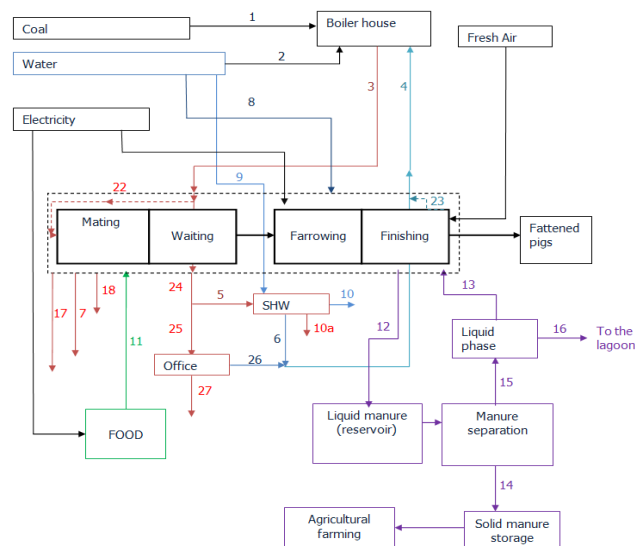 1
Coal
Boiler house
Fresh Air
2
Water
3
4
8
Electricity
9
22
23
Mating
Waiting
Farrowing
Finishing
Fattened
pigs
17
7
18
11
24
5
SHW
10
10a
6
12
13
Liquid
phase
16
To the
lagoon
25
Office
26
27
15
FOOD
Liquid manure
(reservoir)
Manure
separation
14
Agricultural
farming
Solid manure
storage